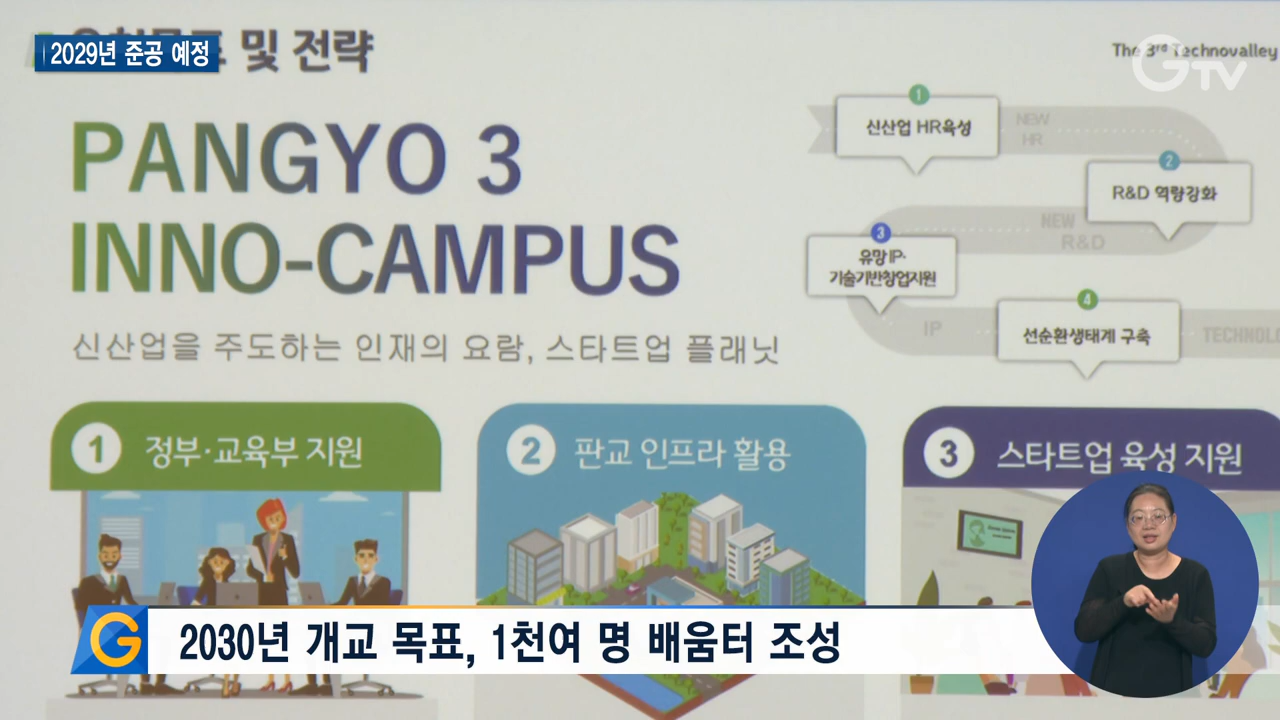 2029년 준공 예정
및 전략
The 3rd Technovalley
GTV
PANGYO 3
INNO-CAMPUS
신산업을 주도하는 인재의 요람, 스타트업 플래닛
1
신산업 HR육성
NEW
HR
2
R&D 역량강화
NEW
R&D
3
유망 IP·
기술기반창업지원
IP
4
선순환생태계 구축
1 정부·교육부 지원
2 판교 인프라 활용
3 스타트업 육성 지원
G
2030년 개교 목표, 1천여 명 배움터 조성